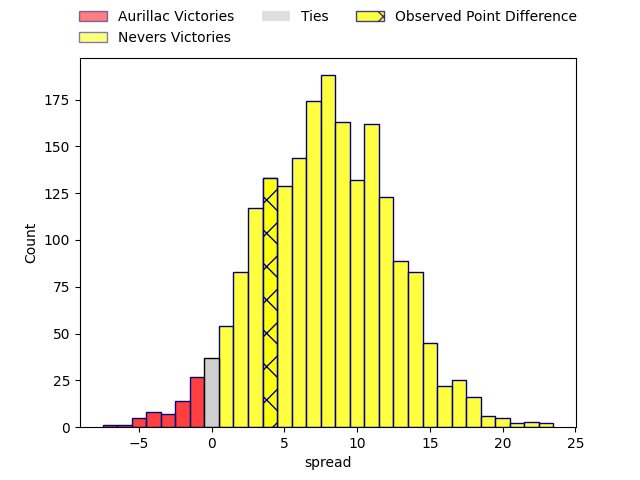 Aurillac Victories
Ties
Observed Point Difference
Nevers Victories
175
150
125
100
75
50
25
0
Count
−5
0
5
10
15
20
25
spread